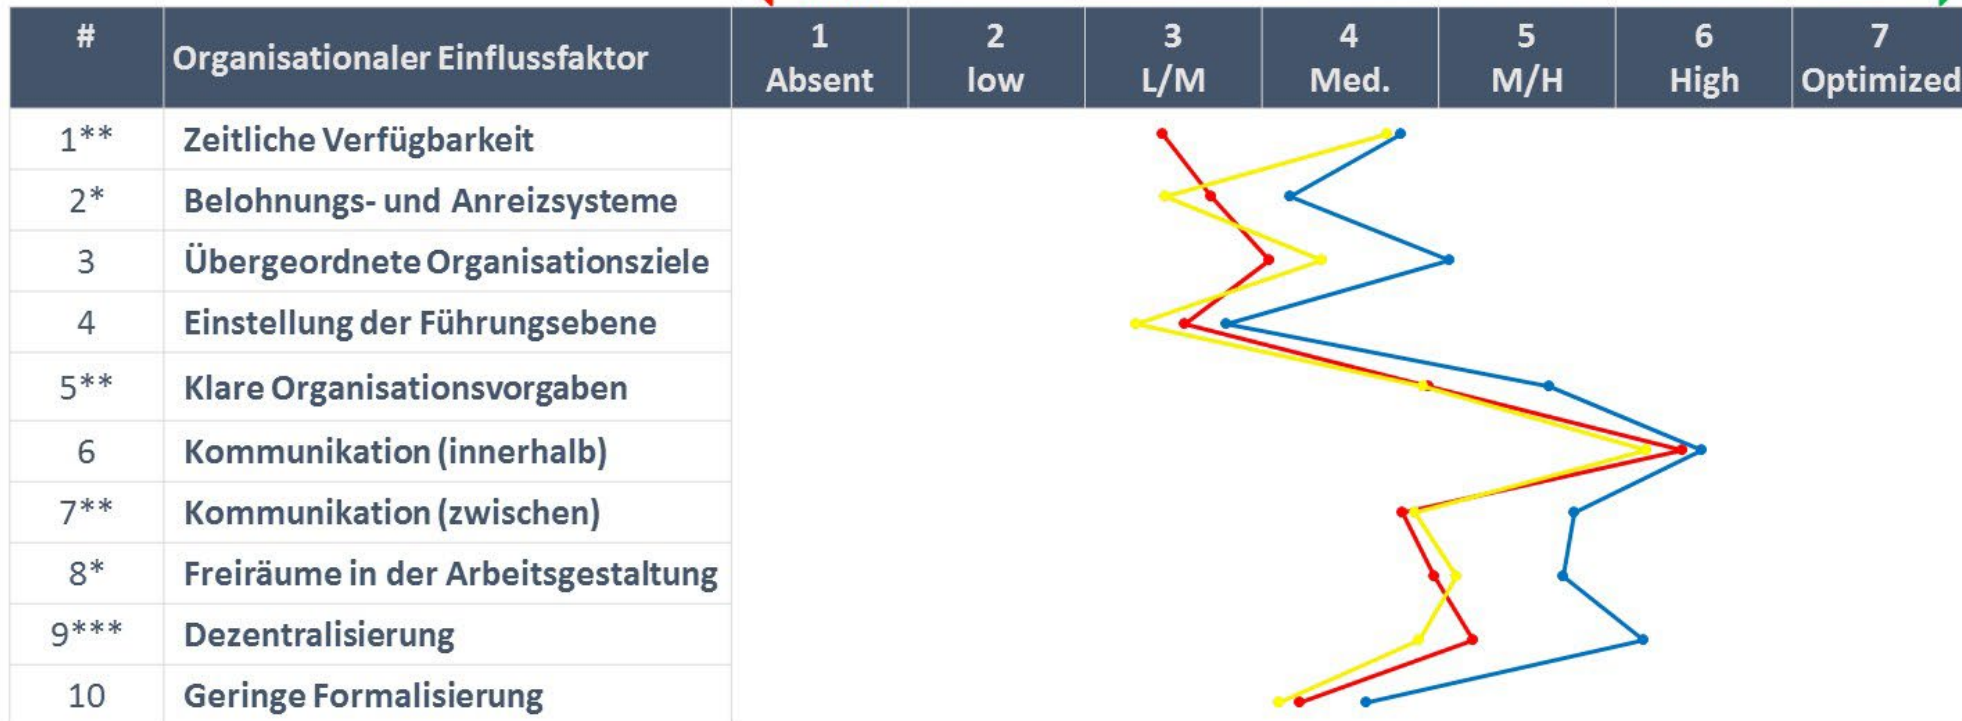 # Organisationaler Einflussfaktor 1 2 3 4 5 6 7
Absent low L/M Med. M/H High Optimized
1** Zeitliche Verfügbarkeit
2* Belohnungs- und Anreizsysteme
3 Übergeordnete Organisationsziele
4 Einstellung der Führungsebene
5** Klare Organisationsvorgaben
6 Kommunikation (innerhalb)
7** Kommunikation (zwischen)
8* Freiräume in der Arbeitsgestaltung
9*** Dezentralisierung
10 Geringe Formalisierung